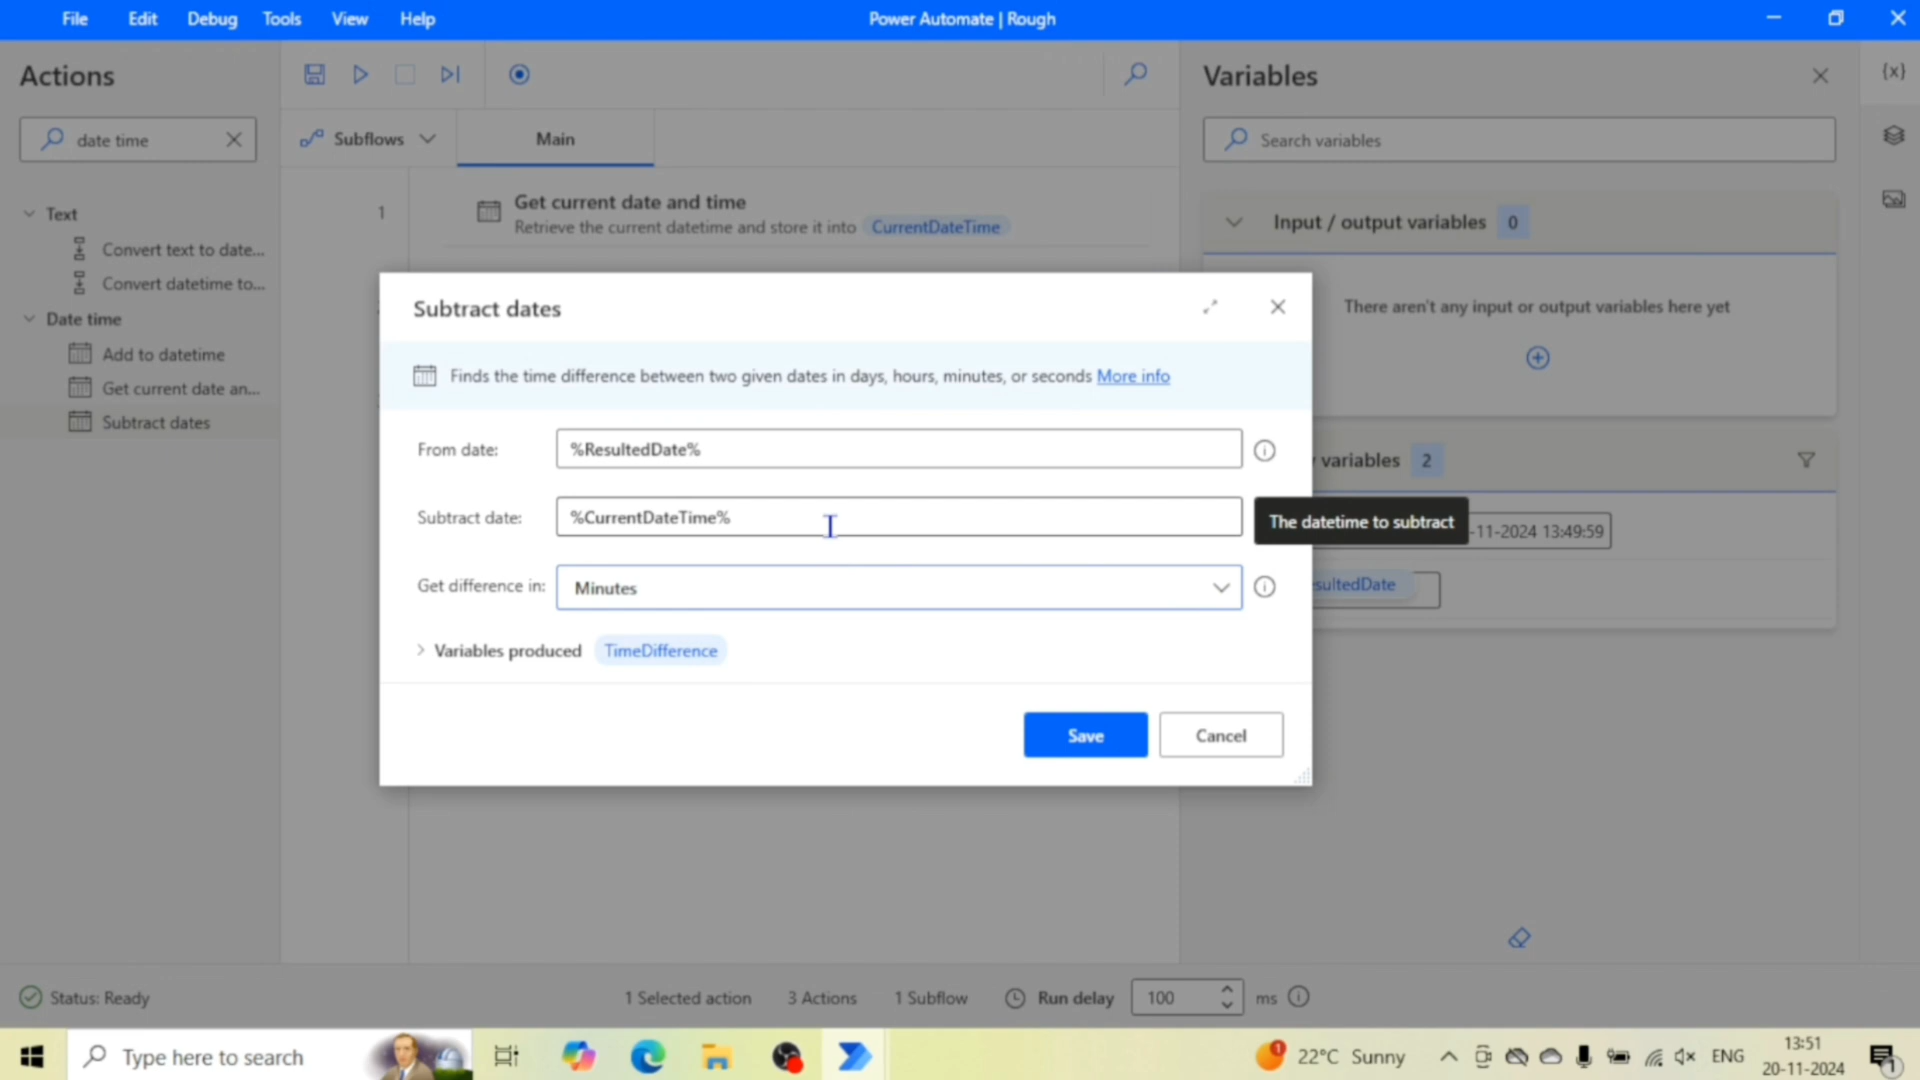 File Edit Debug Tools View Help Power Automate | Rough
Actions
date time
Text
Convert text to date...
Convert datetime to...
Date time
Add to datetime
Get current date an...
Subtract dates
Subflows Main
1
Get current date and time
Retrieve the current datetime and store it into CurrentDateTime
Variables
{x}
Search variables
Input / output variables 0
There aren't any input or output variables here yet
variables 2
-11-2024 13:49:59
sultedDate
Subtract dates
Finds the time difference between two given dates in days, hours, minutes, or seconds More info
From date: %ResultedDate%
Subtract date: %CurrentDateTime%
The datetime to subtract
Get difference in: Minutes
Variables produced TimeDifference
Save Cancel
Status: Ready 1 Selected action 3 Actions 1 Subflow Run delay 100 ms
Type here to search
1 22°C Sunny ENG 13:51
20-11-2024 1